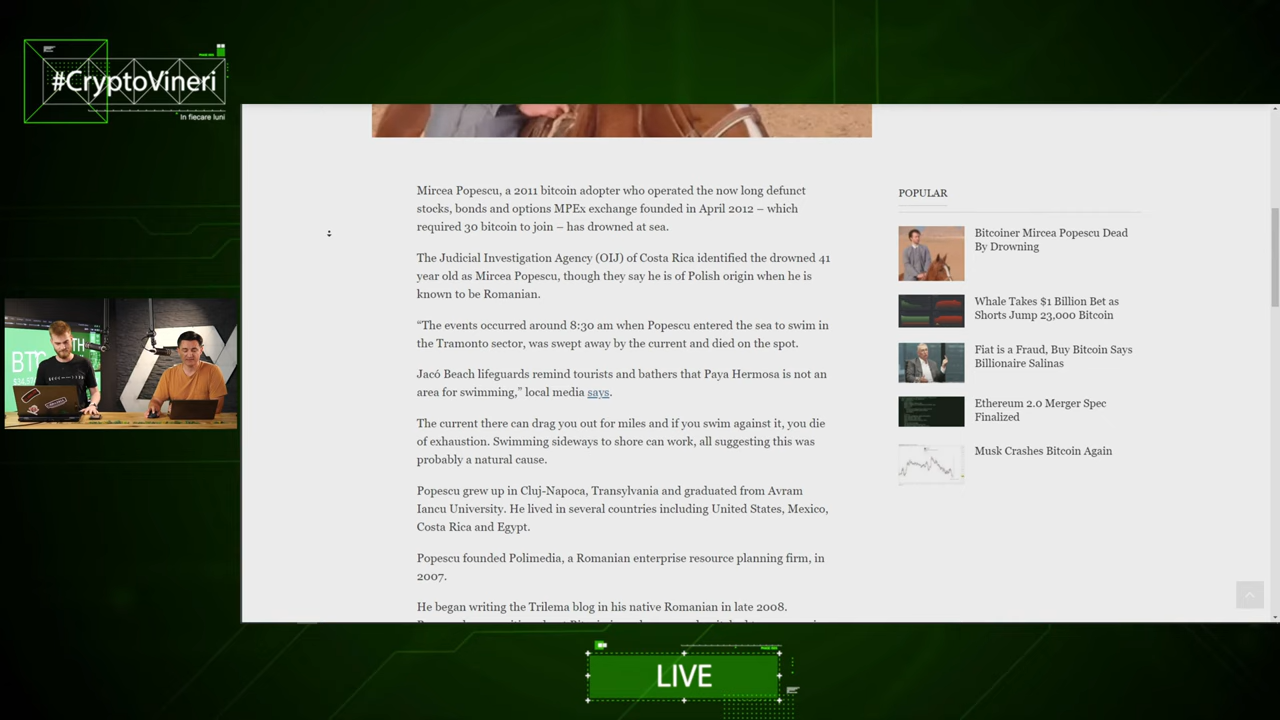 #CryptoVineri
În fiecare luni
Mircea Popescu, a 2011 bitcoin adopter who operated the now long defunct
stocks, bonds and options MPEx exchange founded in April 2012 – which
required 30 bitcoin to join – has drowned at sea.
The Judicial Investigation Agency (OIJ) of Costa Rica identified the drowned 41
year old as Mircea Popescu, though they say he is of Polish origin when he is
known to be Romanian.
“The events occurred around 8:30 am when Popescu entered the sea to swim in
the Tramonto sector, was swept away by the current and died on the spot.
Jacó Beach lifeguards remind tourists and bathers that Paya Hermosa is not an
area for swimming,” local media says.
The current there can drag you out for miles and if you swim against it, you die
of exhaustion. Swimming sideways to shore can work, all suggesting this was
probably a natural cause.
Popescu grew up in Cluj-Napoca, Transylvania and graduated from Avram
Iancu University. He lived in several countries including United States, Mexico,
Costa Rica and Egypt.
Popescu founded Polimedia, a Romanian enterprise resource planning firm, in
2007.
He began writing the Trilema blog in his native Romanian in late 2008.
POPULAR
Bitcoiner Mircea Popescu Dead
By Drowning
Whale Takes $1 Billion Bet as
Shorts Jump 23,000 Bitcoin
Fiat is a Fraud, Buy Bitcoin Says
Billionaire Salinas
Ethereum 2.0 Merger Spec
Finalized
Musk Crashes Bitcoin Again
LIVE